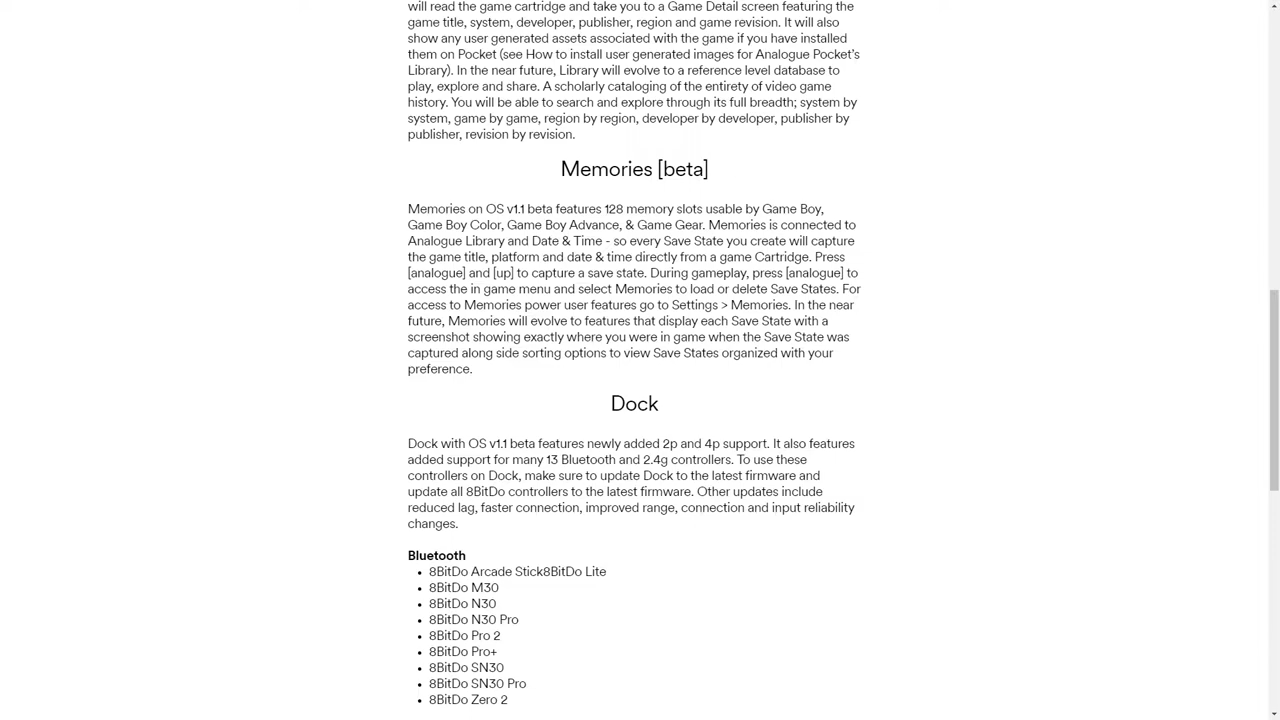 will read the game cartridge and take you to a Game Detail screen featuring the
game title, system, developer, publisher, region and game revision. It will also
show any user generated assets associated with the game if you have installed
them on Pocket (see How to install user generated images for Analogue Pocket's
Library). In the near future, Library will evolve to a reference level database to
play, explore and share. A scholarly cataloging of the entirety of video game
history. You will be able to search and explore through its full breadth; system by
system, game by game, region by region, developer by developer, publisher by
publisher, revision by revision.
Memories [beta]
Memories on OS v1.1 beta features 128 memory slots usable by Game Boy,
Game Boy Color, Game Boy Advance, & Game Gear. Memories is connected to
Analogue Library and Date & Time - so every Save State you create will capture
the game title, platform and date & time directly from a game Cartridge. Press
[analogue] and [up] to capture a save state. During gameplay, press [analogue] to
access the in game menu and select Memories to load or delete Save States. For
access to Memories power user features go to Settings > Memories. In the near
future, Memories will evolve to features that display each Save State with a
screenshot showing exactly where you were in game when the Save State was
captured along side sorting options to view Save States organized with your
preference.
Dock
Dock with OS v1.1 beta features newly added 2p and 4p support. It also features
added support for many 13 Bluetooth and 2.4g controllers. To use these
controllers on Dock, make sure to update Dock to the latest firmware and
update all 8BitDo controllers to the latest firmware. Other updates include
reduced lag, faster connection, improved range, connection and input reliability
changes.
Bluetooth
• 8BitDo Arcade Stick8BitDo Lite
• 8BitDo M30
• 8BitDo N30
• 8BitDo N30 Pro
• 8BitDo Pro 2
• 8BitDo Pro+
• 8BitDo SN30
• 8BitDo SN30 Pro
• 8BitDo Zero 2